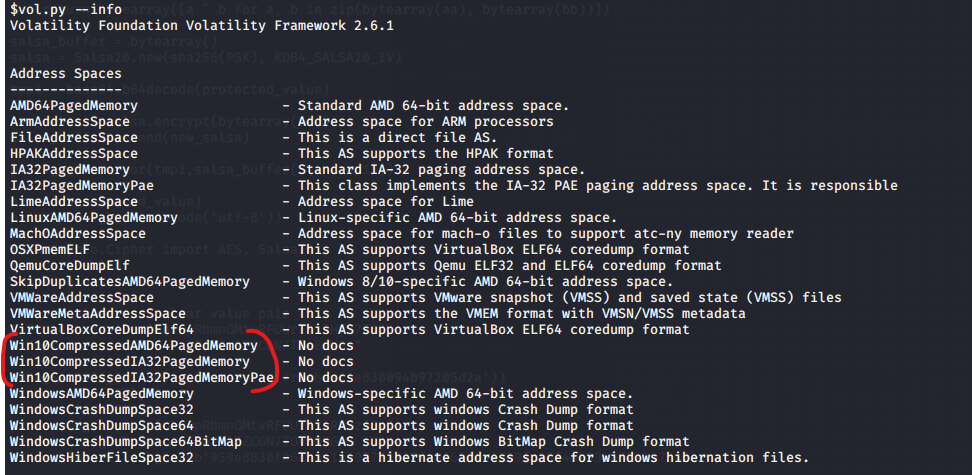 $vol.py --info
Volatility Foundation Volatility Framework 2.6.1
Address Spaces
--------------
AMD64PagedMemory - Standard AMD 64-bit address space.
ArmAddressSpace - Address space for ARM processors
FileAddressSpace - This is a direct file AS.
HPAKAddressSpace - This AS supports the HPAK format
IA32PagedMemory - Standard IA-32 paging address space.
IA32PagedMemoryPae - This class implements the IA-32 PAE paging address space. It is responsible
LimeAddressSpace - Address space for Lime
LinuxAMD64PagedMemory - Linux-specific AMD 64-bit address space.
MachOAddressSpace - Address space for mach-o files to support atc-ny memory reader
OSXPmemELF - This AS supports VirtualBox ELF64 coredump format
QemuCoreDumpElf - This AS supports Qemu ELF32 and ELF64 coredump format
SkipDuplicatesAMD64PagedMemory - Windows 8/10-specific AMD 64-bit address space.
VMWareAddressSpace - This AS supports VMware snapshot (VMSS) and saved state (VMSS) files
VMWareMetaAddressSpace - This AS supports the VMEM format with VMSN/VMSS metadata
VirtualBoxCoreDumpElf64 - This AS supports VirtualBox ELF64 coredump format
Win10CompressedAMD64PagedMemory - No docs
Win10CompressedIA32PagedMemory - No docs
Win10CompressedIA32PagedMemoryPae - No docs
WindowsAMD64PagedMemory - Windows-specific AMD 64-bit address space.
WindowsCrashDumpSpace32 - This AS supports windows Crash Dump format
WindowsCrashDumpSpace64 - This AS supports windows Crash Dump format
WindowsCrashDumpSpace64BitMap - This AS supports Windows BitMap Crash Dump format
WindowsHiberFileSpace32 - This is a hibernate address space for windows hibernation files.